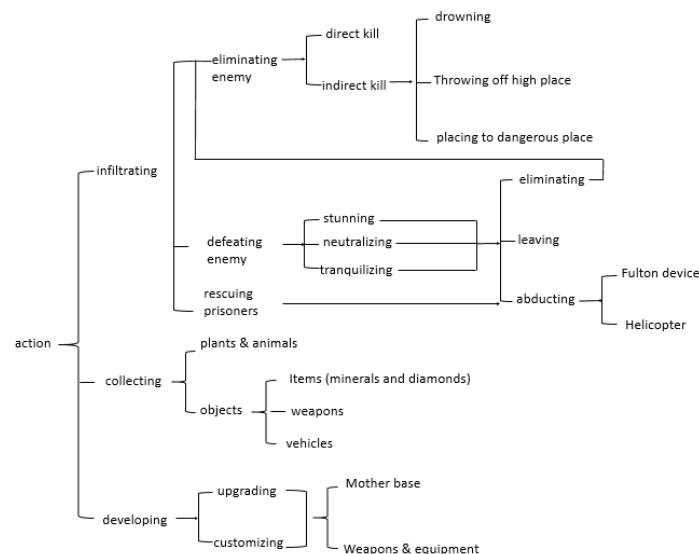 drowning
direct kill
eliminating
enemy
indirect kill
Throwing off high place
placing to dangerous place
infiltrating
eliminating
stunning
defeating
enemy
neutralizing
leaving
tranquilizing
Fulton device
rescuing
prisoners
abducting
Helicopter
action
plants & animals
collecting
Items (minerals and diamonds)
objects
weapons
vehicles
Mother base
upgrading
developing
customizing
Weapons & equipment